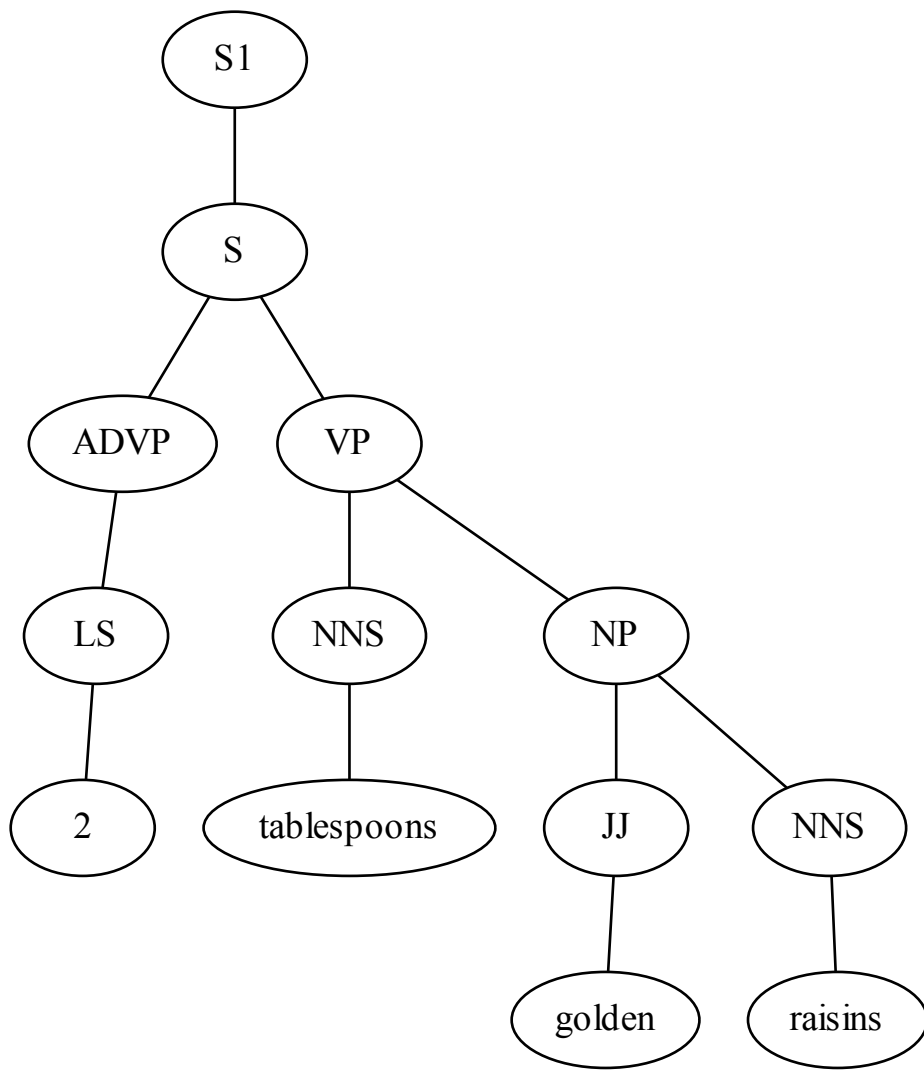 S1
S
ADVP VP
LS NNS NP
2 tablespoons JJ NNS
golden raisins